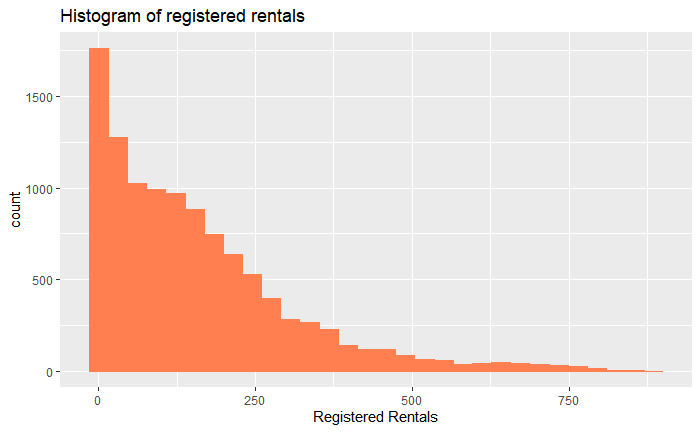 Histogram of registered rentals
1500
1000
500
0
count
0 250 500 750
Registered Rentals